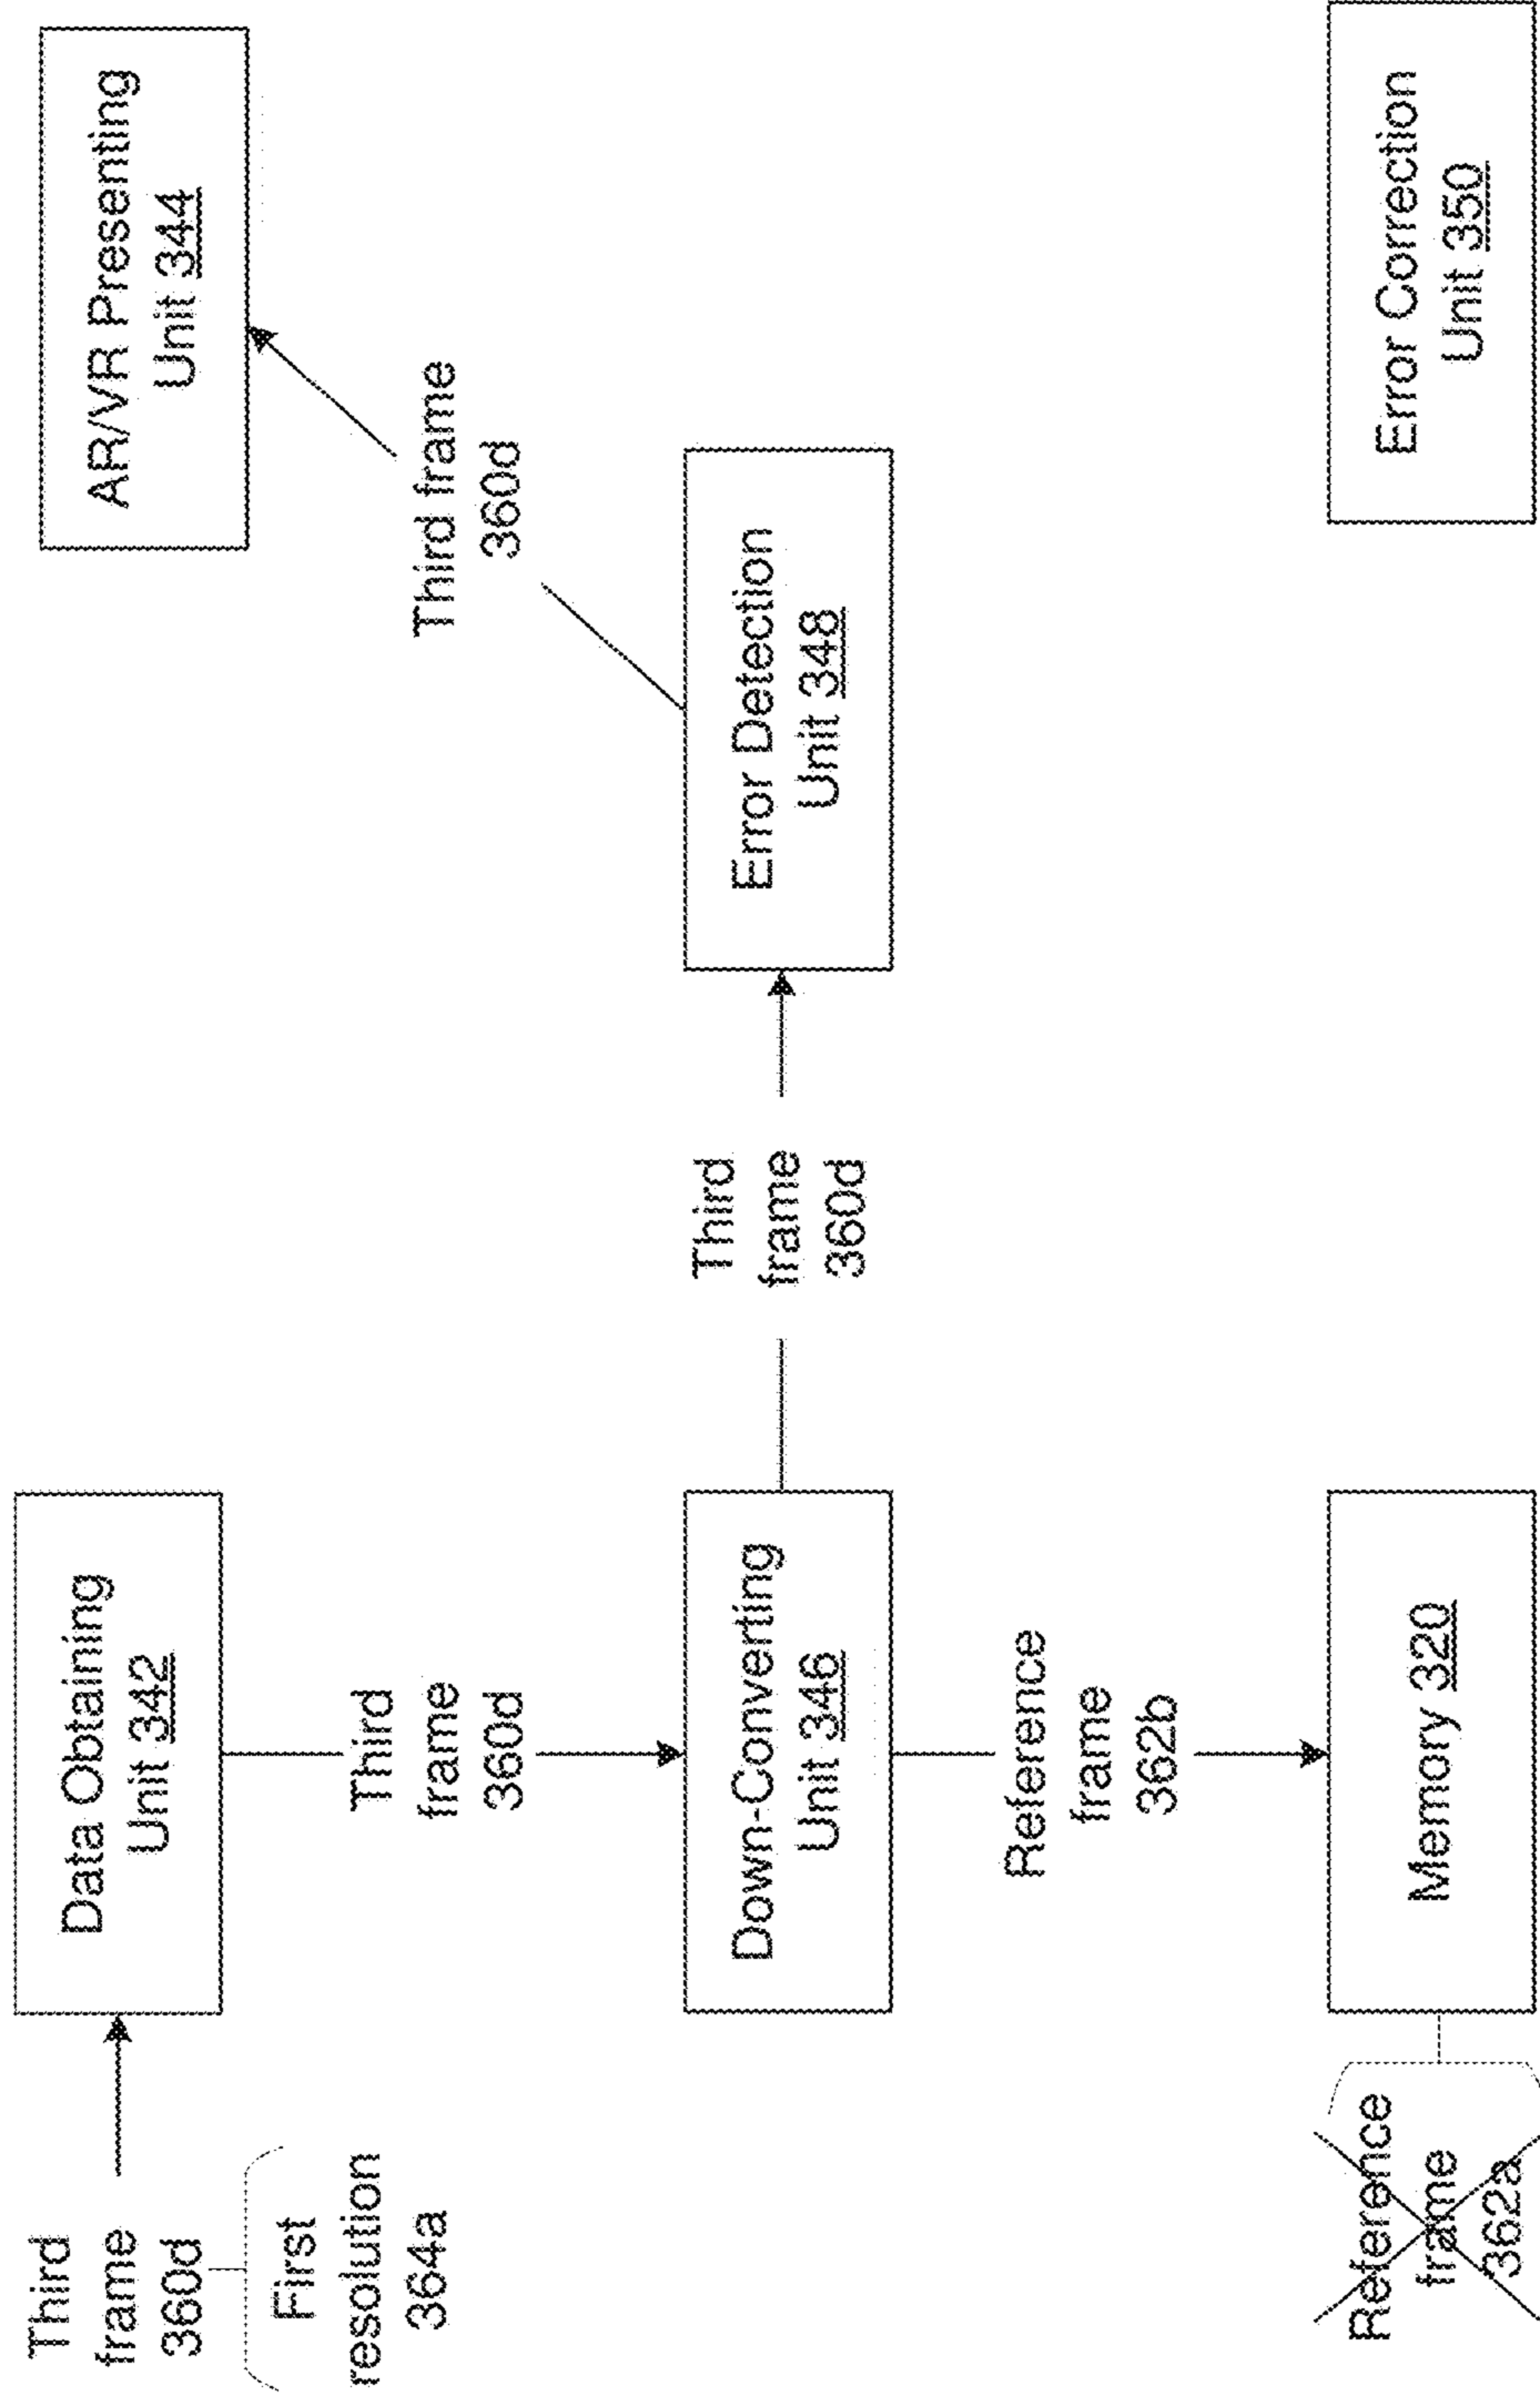 Third
frame
360d
First
resolution
364a
Data Obtaining
Unit 342
Third
frame
360d
AR/VR Presenting
Unit 344
Third frame
360d
Down-Converting
Unit 346
Third
frame
360d
Error Detection
Unit 348
Reference
frame
362b
Reference
frame
362a
Memory 320
Error Correction
Unit 350